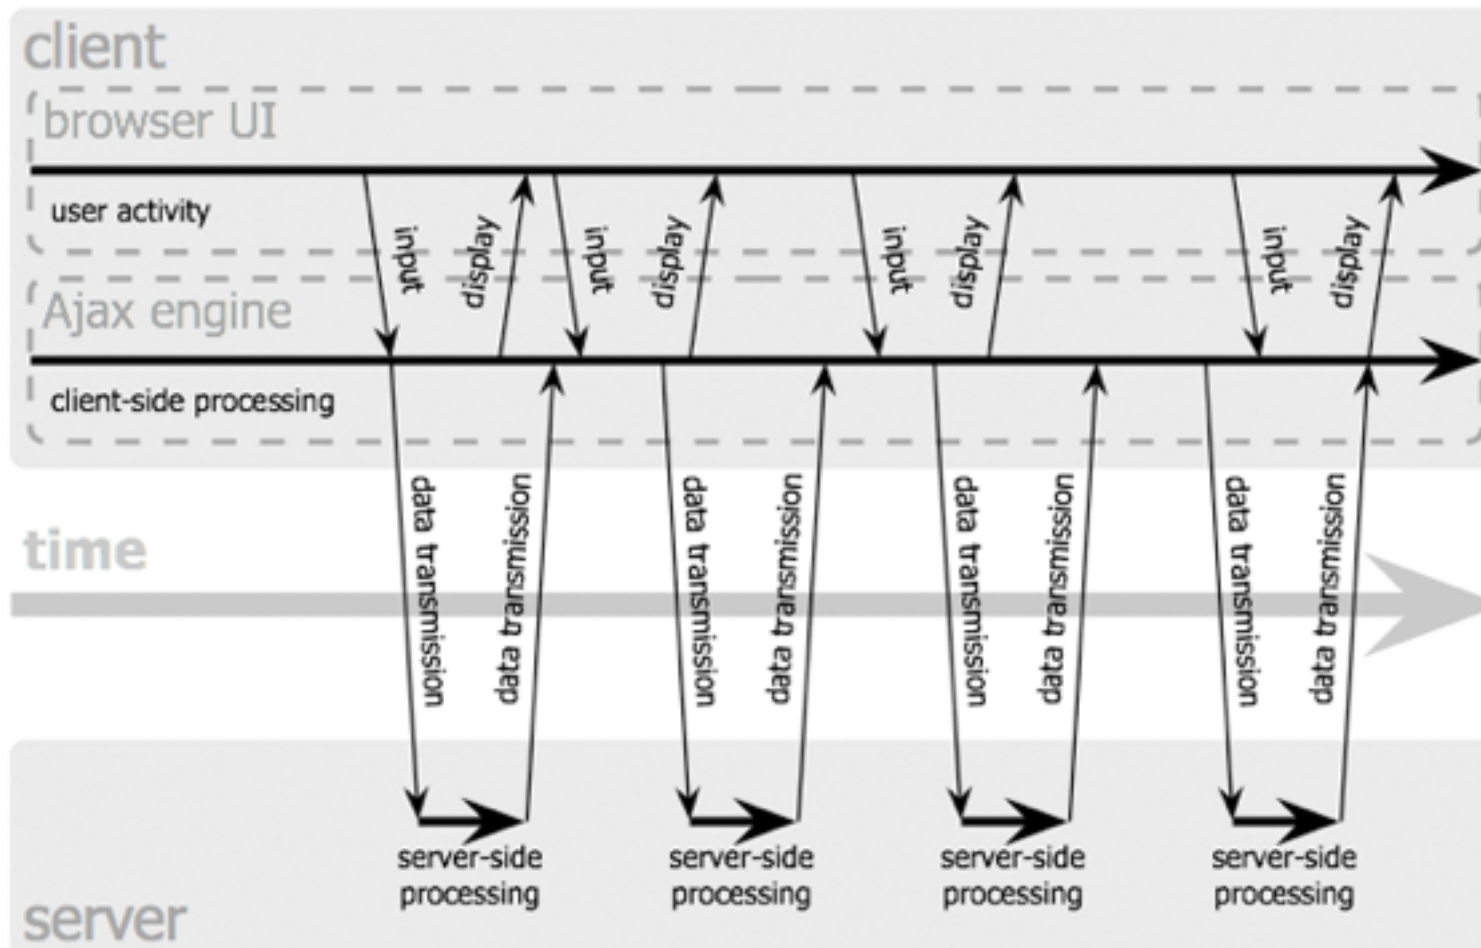 client
browser UI
user activity
input
display
input
display
input
display
input
display
Ajax engine
client-side processing
data transmission
data transmission
data transmission
data transmission
data transmission
data transmission
data transmission
data transmission
time
server-side
processing
server-side
processing
server-side
processing
server-side
processing
server